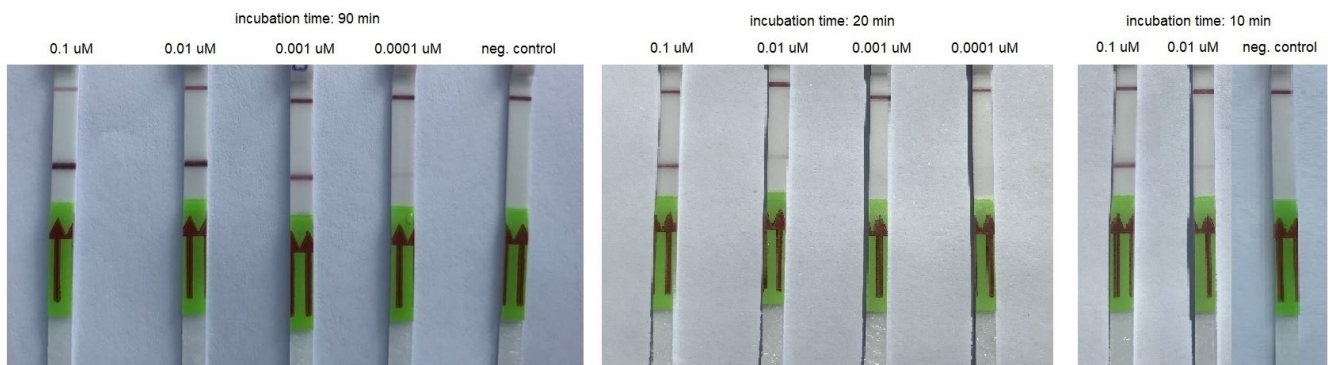 incubation time: 90 min
0.1 uM 0.01 uM 0.001 uM 0.0001 uM neg. control
incubation time: 20 min
0.1 uM 0.01 uM 0.001 uM 0.0001 uM
incubation time: 10 min
0.1 uM 0.01 uM neg. control